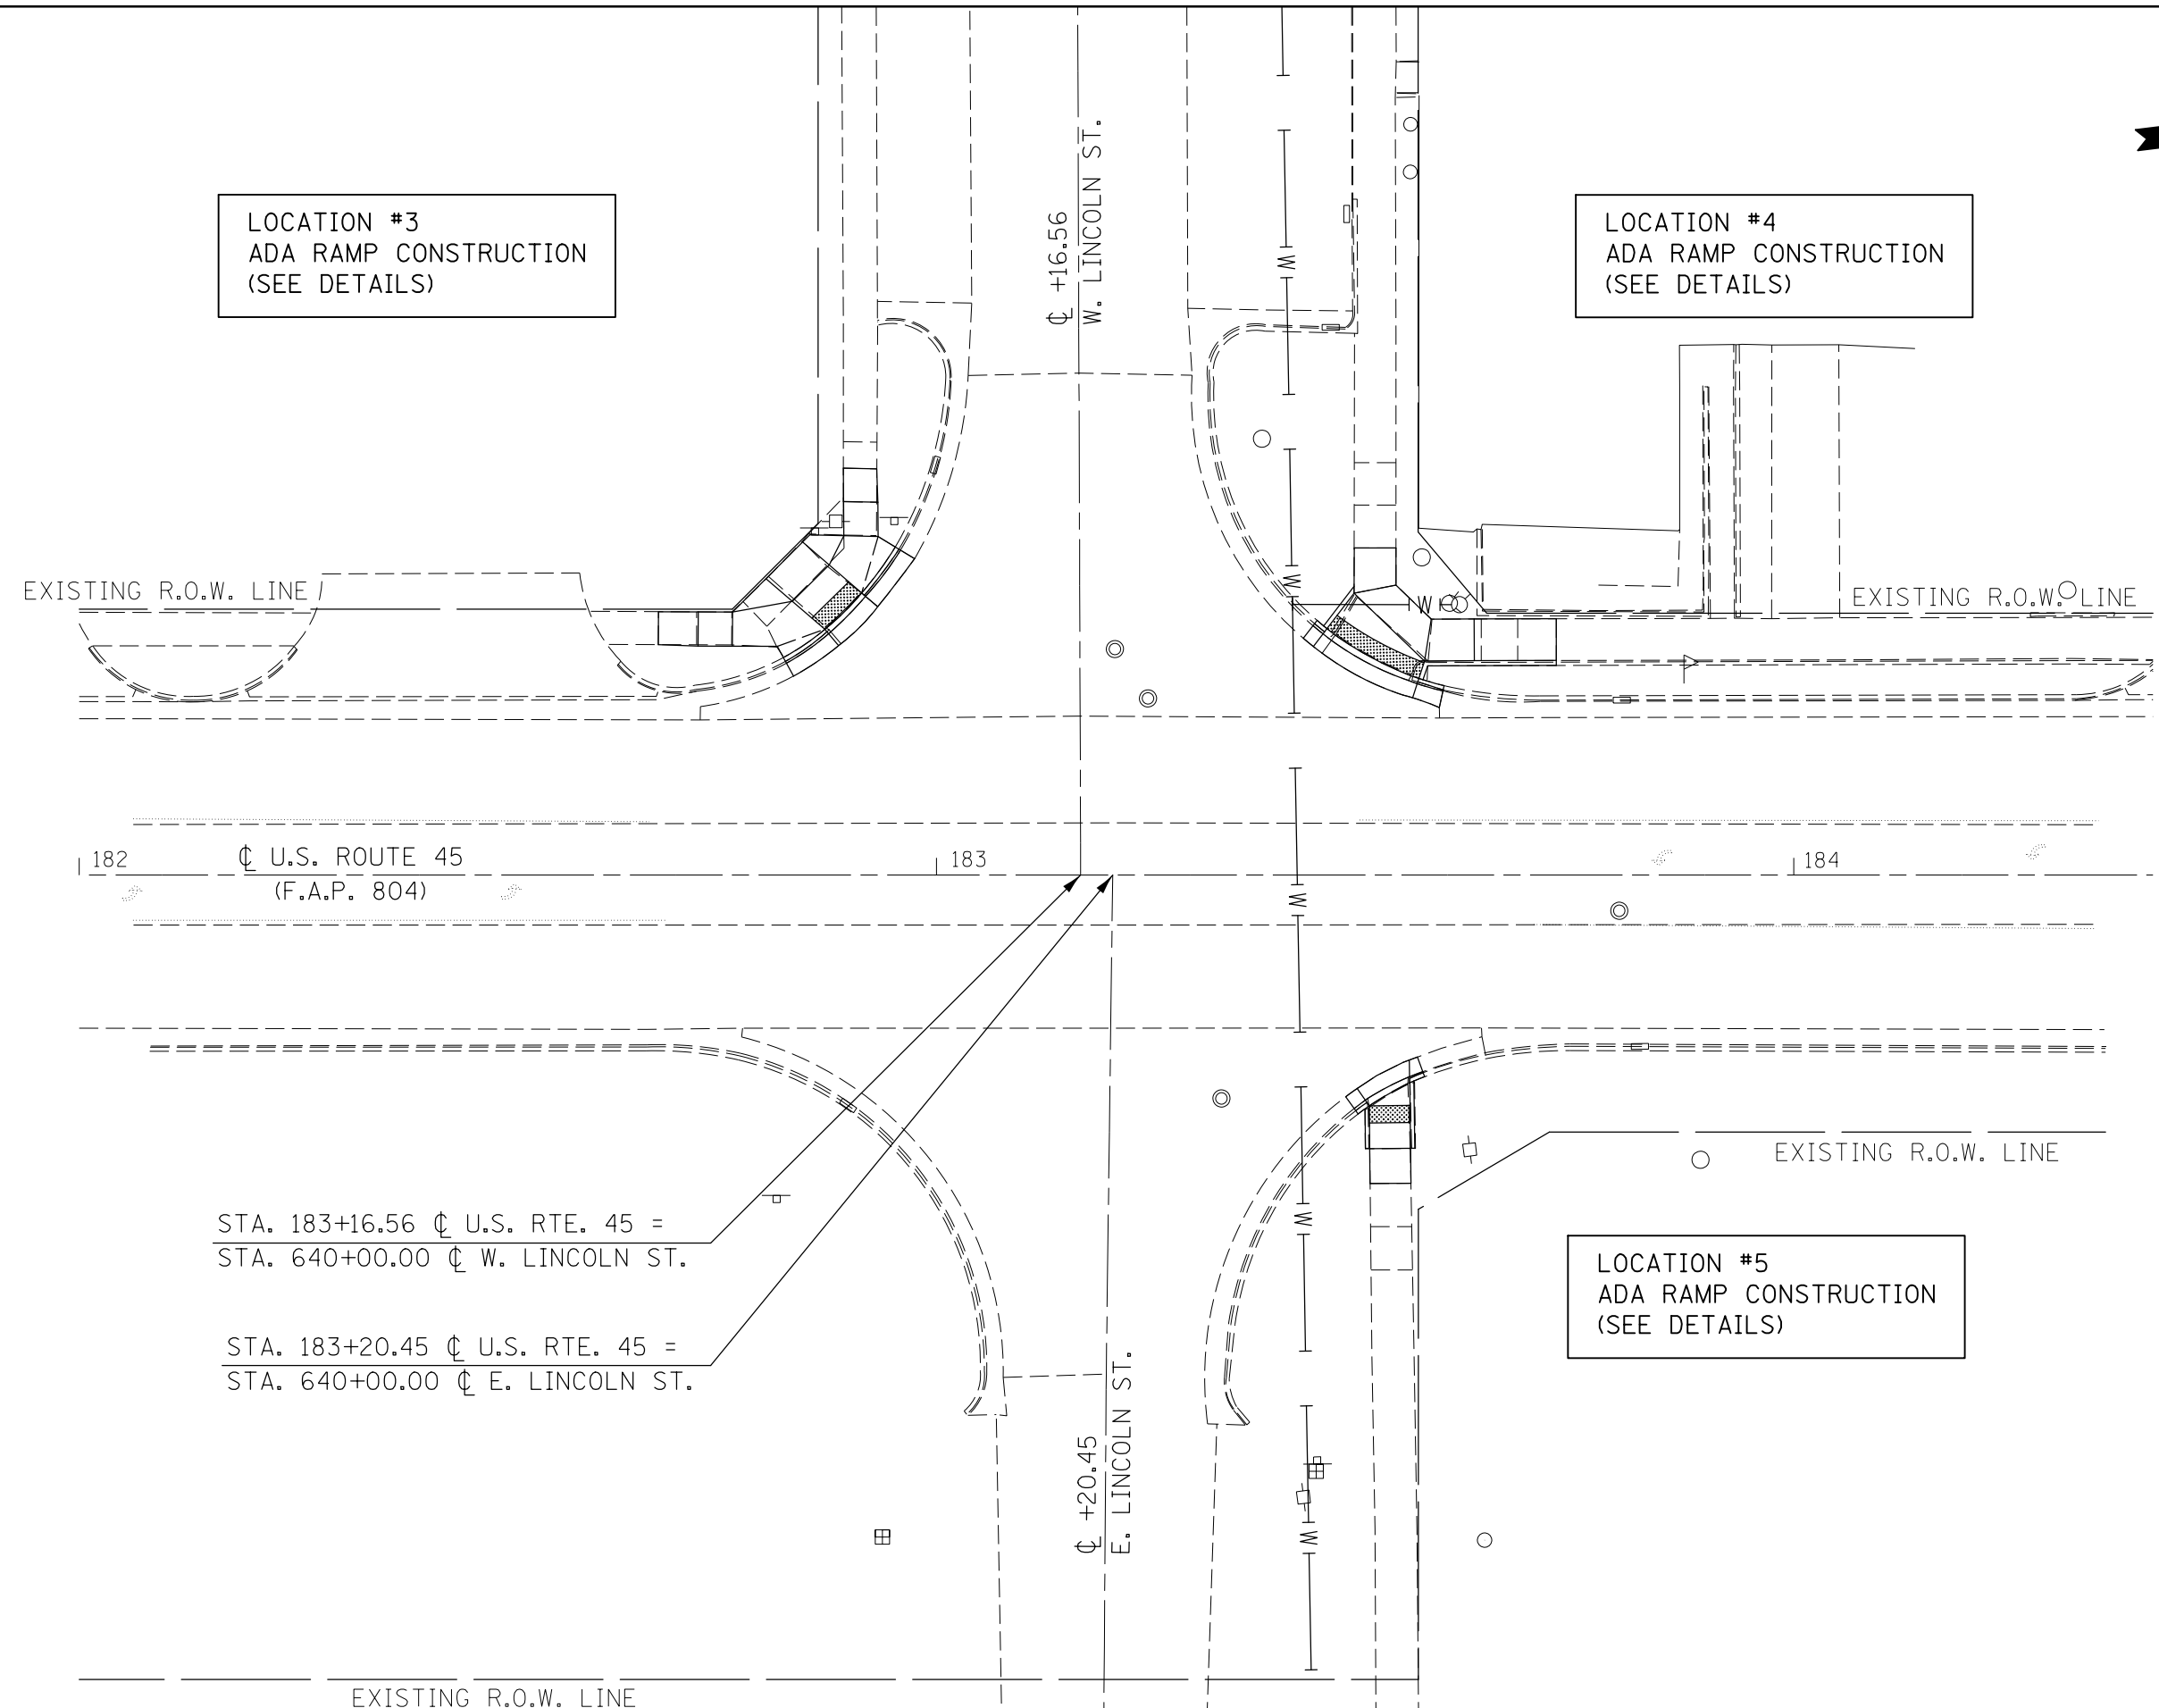 LOCATION #3
ADA RAMP CONSTRUCTION
(SEE DETAILS)
℄ +16.56
W. LINCOLN ST.
LOCATION #4
ADA RAMP CONSTRUCTION
(SEE DETAILS)
W
W
W
EXISTING R.O.W. LINE
EXISTING R.O.W. LINE
182
℄ U.S. ROUTE 45
(F.A.P. 804)
183
184
W
STA. 183+16.56 ℄ U.S. RTE. 45 =
STA. 640+00.00 ℄ W. LINCOLN ST.
STA. 183+20.45 ℄ U.S. RTE. 45 =
STA. 640+00.00 ℄ E. LINCOLN ST.
℄ +20.45
E. LINCOLN ST.
W
W
EXISTING R.O.W. LINE
LOCATION #5
ADA RAMP CONSTRUCTION
(SEE DETAILS)
EXISTING R.O.W. LINE